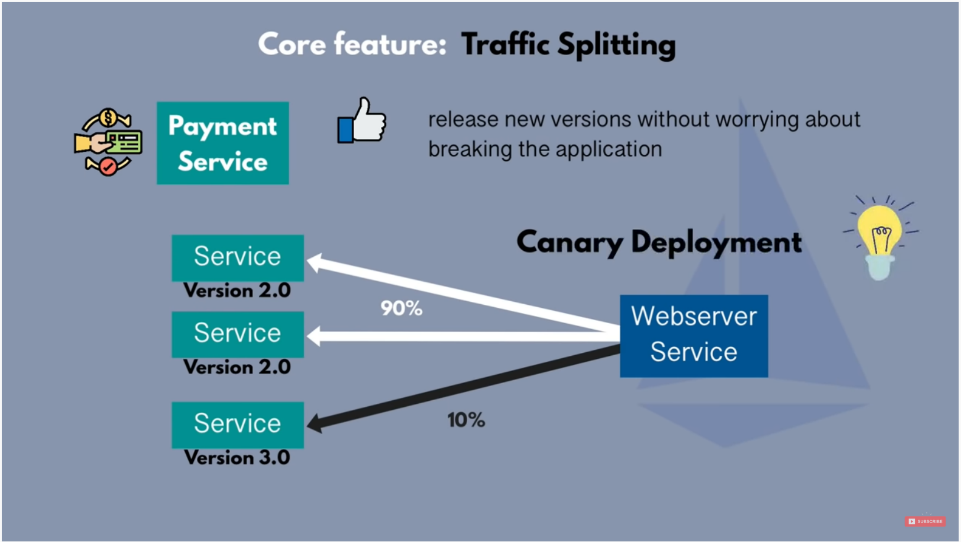 Core feature: Traffic Splitting
Payment
Service
release new versions without worrying about
breaking the application
Canary Deployment
Service
Version 2.0
90%
Service
Version 2.0
Webserver
Service
Service
Version 3.0
10%
SUBSCRIBE